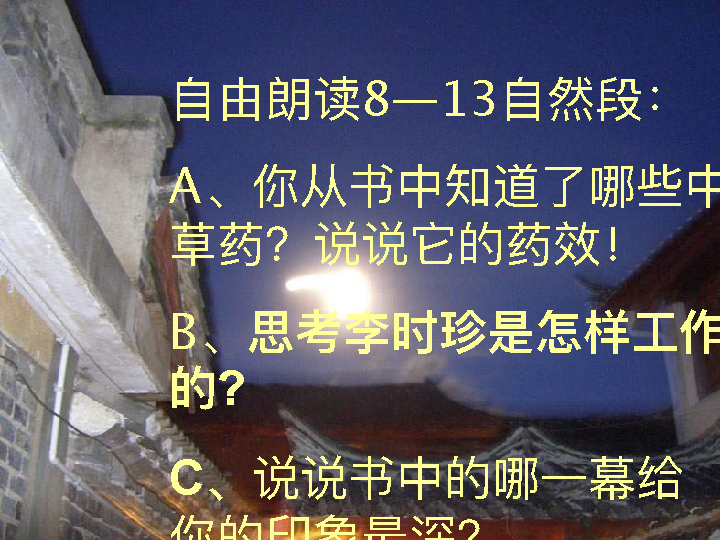 自由朗读8—13自然段：
A、你从书中知道了哪些中
草药？说说它的药效！
B、思考李时珍是怎样工作
的？
C、说说书中的哪一幕给
你的印象最深？